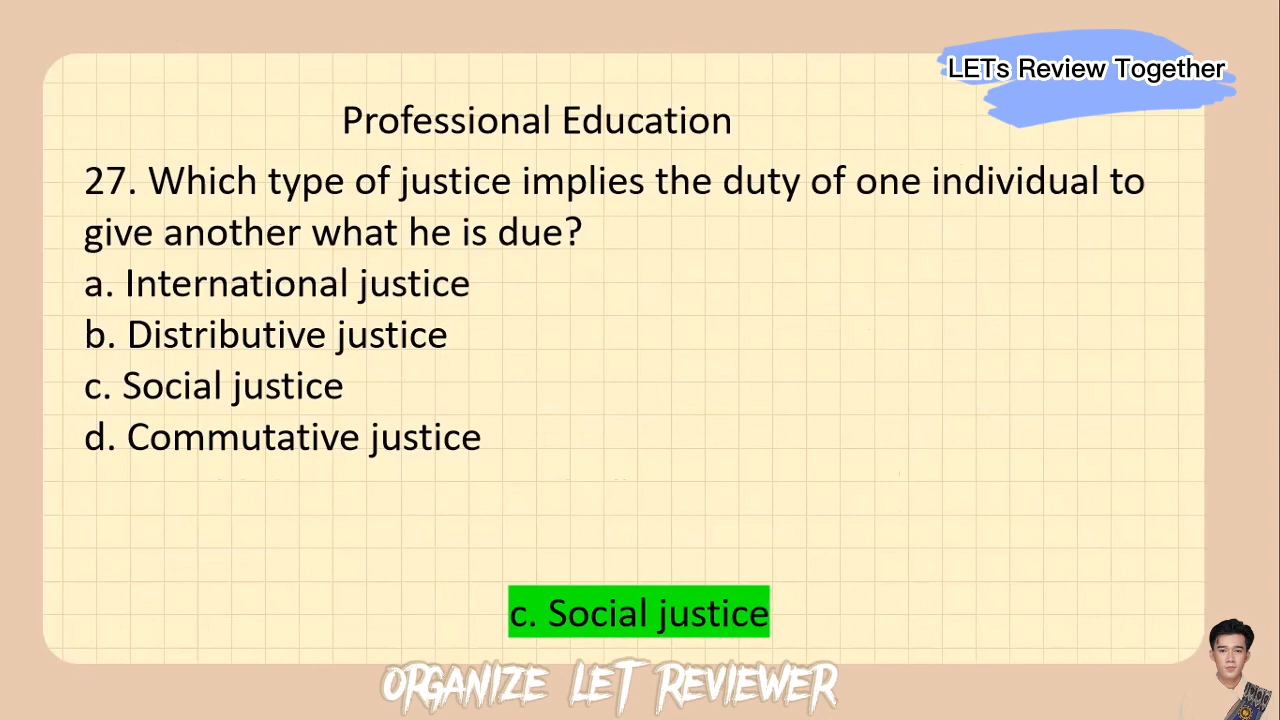 LETs Review Together
Professional Education
27. Which type of justice implies the duty of one individual to
give another what he is due?
a. International justice
b. Distributive justice
c. Social justice
d. Commutative justice
c. Social justice
ORGANIZE LET REVIEWER